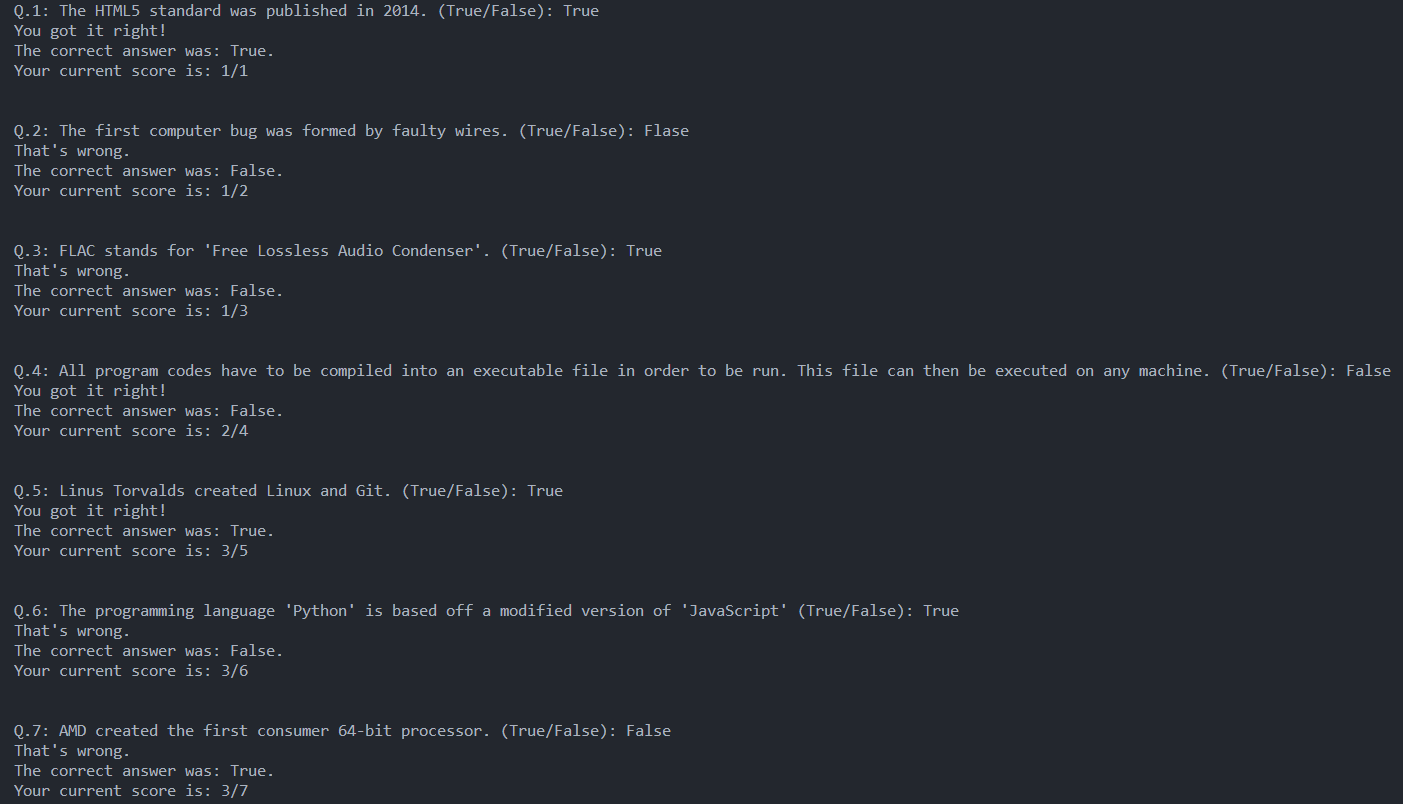 Q.1: The HTML5 standard was published in 2014. (True/False): True
You got it right!
The correct answer was: True.
Your current score is: 1/1
Q.2: The first computer bug was formed by faulty wires. (True/False): Flase
That's wrong.
The correct answer was: False.
Your current score is: 1/2
Q.3: FLAC stands for 'Free Lossless Audio Condenser'. (True/False): True
That's wrong.
The correct answer was: False.
Your current score is: 1/3
Q.4: All program codes have to be compiled into an executable file in order to be run. This file can then be executed on any machine. (True/False): False
You got it right!
The correct answer was: False.
Your current score is: 2/4
Q.5: Linus Torvalds created Linux and Git. (True/False): True
You got it right!
The correct answer was: True.
Your current score is: 3/5
Q.6: The programming language 'Python' is based off a modified version of 'JavaScript' (True/False): True
That's wrong.
The correct answer was: False.
Your current score is: 3/6
Q.7: AMD created the first consumer 64-bit processor. (True/False): False
That's wrong.
The correct answer was: True.
Your current score is: 3/7